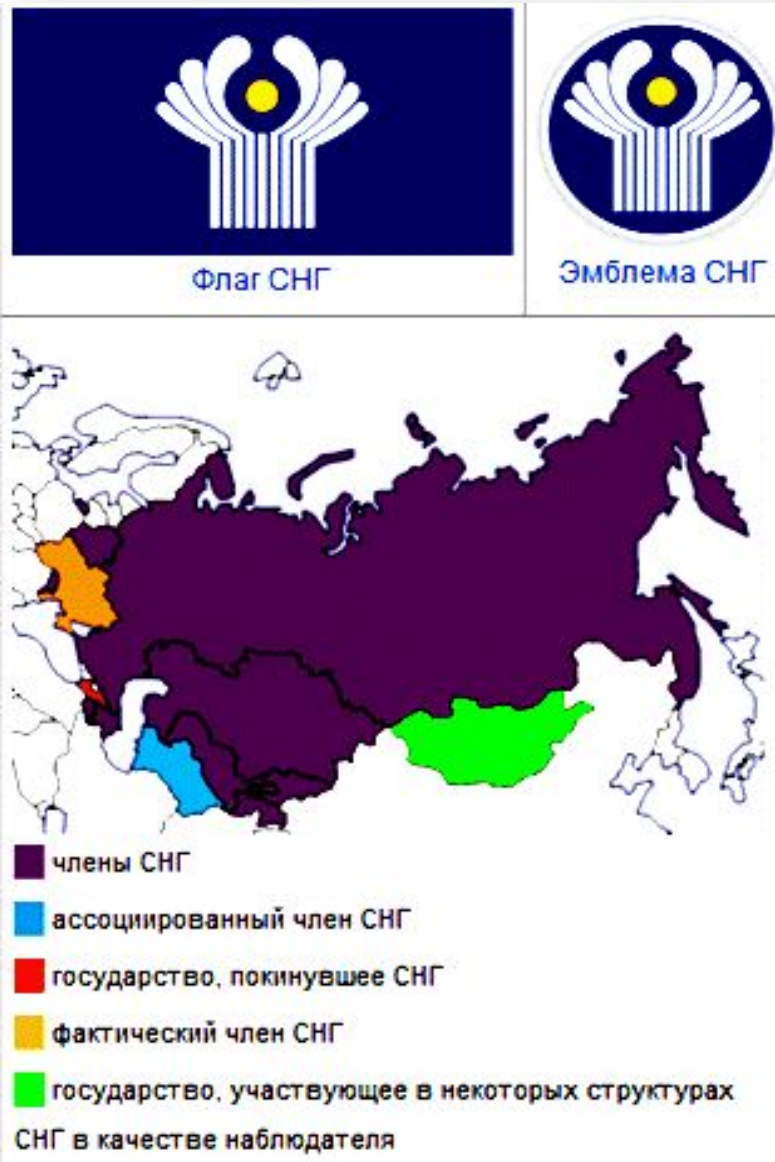 Флаг СНГ
Эмблема СНГ
члены СНГ
ассоциированный член СНГ
государство, покинувшее СНГ
фактический член СНГ
государство, участвующее в некоторых структурах
СНГ в качестве наблюдателя